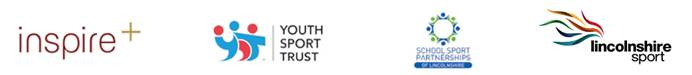 inspire+
YOUTH
SPORT
TRUST
SCHOOL SPORT
PARTNERSHIPS
OF LINCOLNSHIRE
lincolnshire
sport